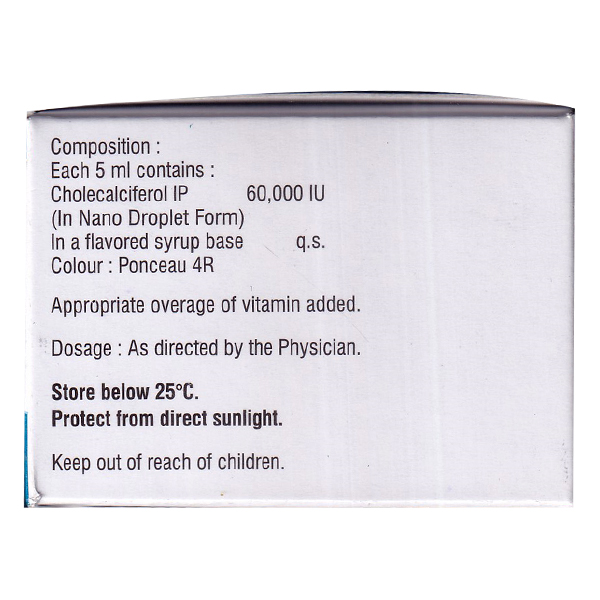 Composition :
Each 5 ml contains :
Cholecalciferol IP 60,000 IU
(In Nano Droplet Form)
In a flavored syrup base q.s.
Colour : Ponceau 4R
Appropriate overage of vitamin added.
Dosage : As directed by the Physician.
Store below 25°C.
Protect from direct sunlight.
Keep out of reach of children.